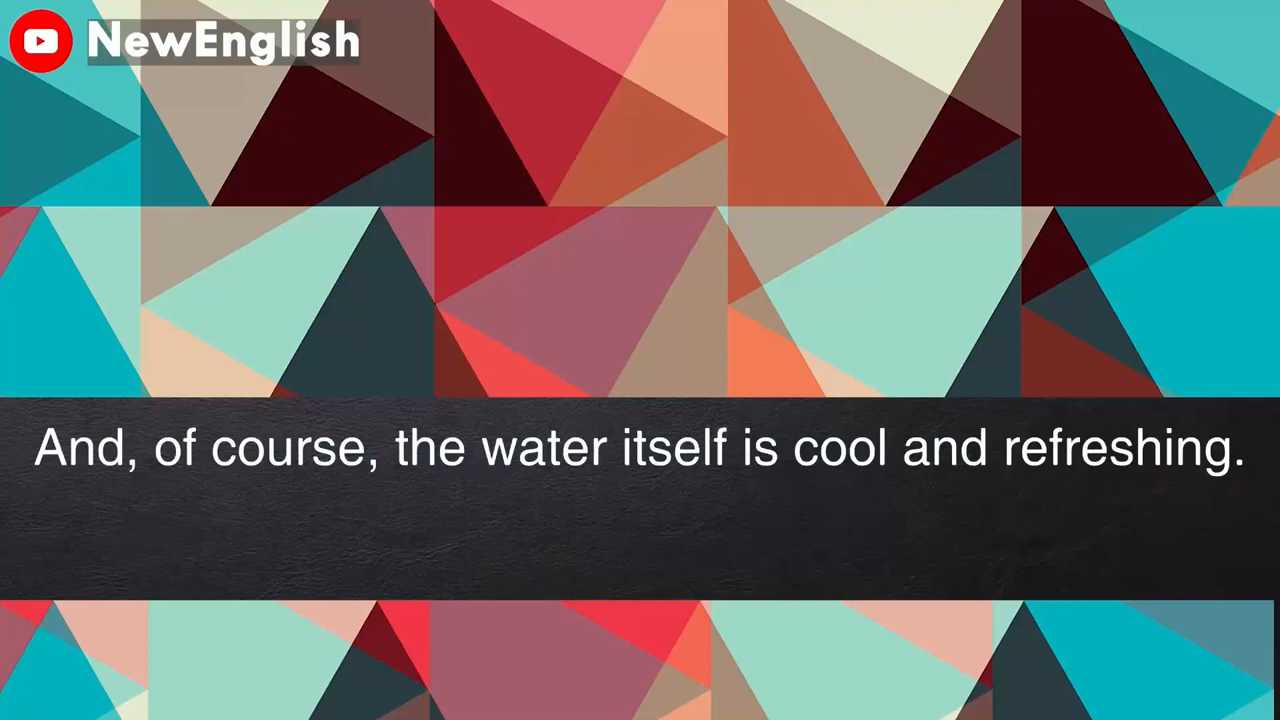 NewEnglish
And, of course, the water itself is cool and refreshing.